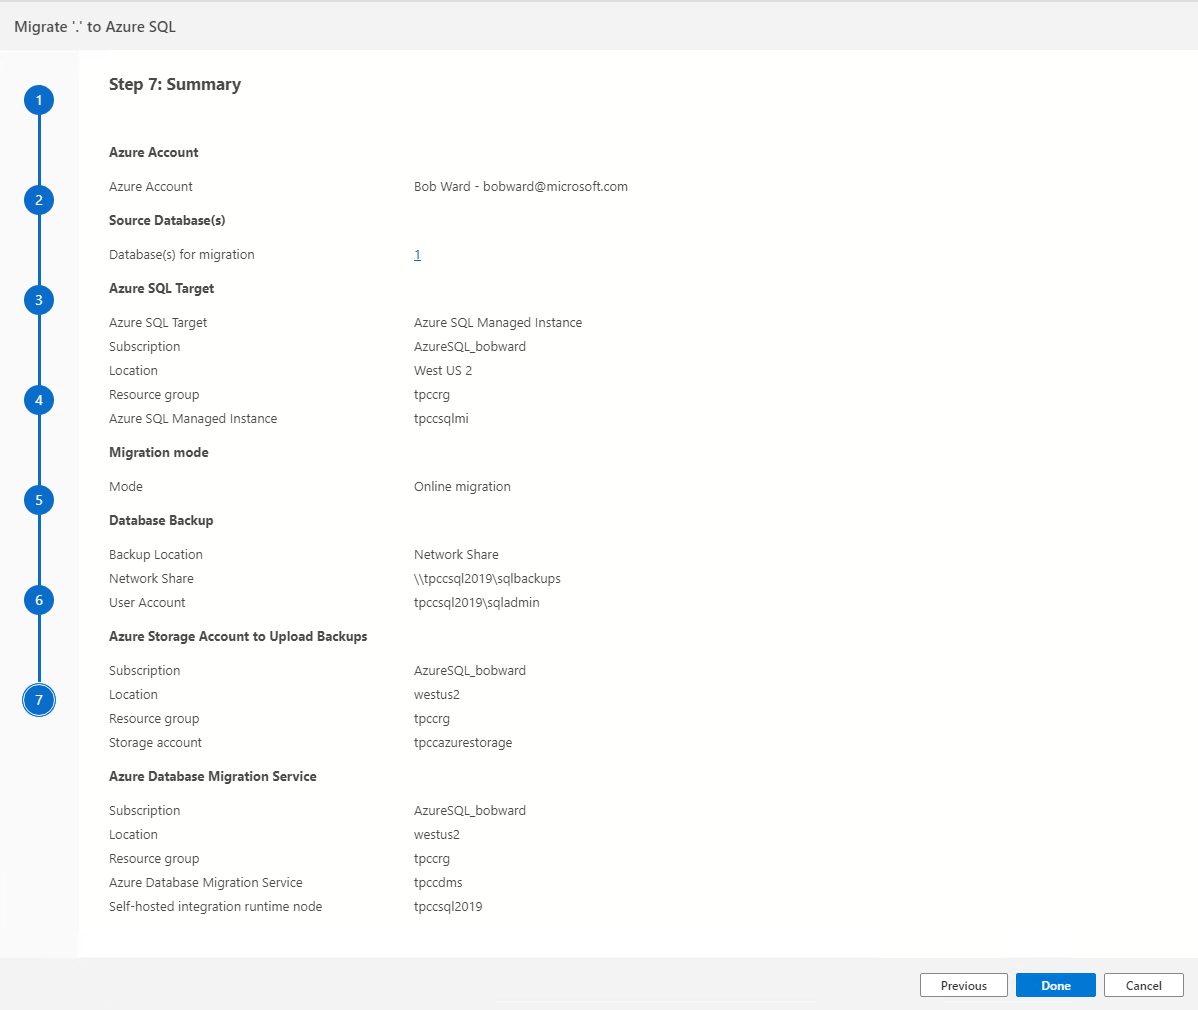 Migrate '.' to Azure SQL
1
2
3
4
5
6
7
Step 7: Summary
Azure Account
Azure Account Bob Ward - bobward@microsoft.com
Source Database(s)
Database(s) for migration 1
Azure SQL Target
Azure SQL Target Azure SQL Managed Instance
Subscription AzureSQL_bobward
Location West US 2
Resource group tpccrg
Azure SQL Managed Instance tpccsqlmi
Migration mode
Mode Online migration
Database Backup
Backup Location Network Share
Network Share \\tpccsql2019\sqlbackups
User Account tpccsql2019\sqladmin
Azure Storage Account to Upload Backups
Subscription AzureSQL_bobward
Location westus2
Resource group tpccrg
Storage account tpccazurestorage
Azure Database Migration Service
Subscription AzureSQL_bobward
Location westus2
Resource group tpccrg
Azure Database Migration Service tpccdms
Self-hosted integration runtime node tpccsql2019
Previous Done Cancel